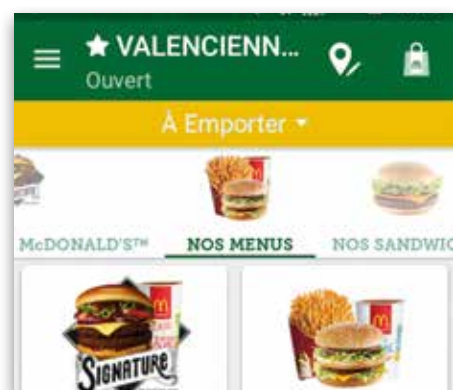 ★ VALENCIENN...
Ouvert
À Emporter
McDONALD'S™ NOS MENUS NOS SANDWIC
SIGNATURE